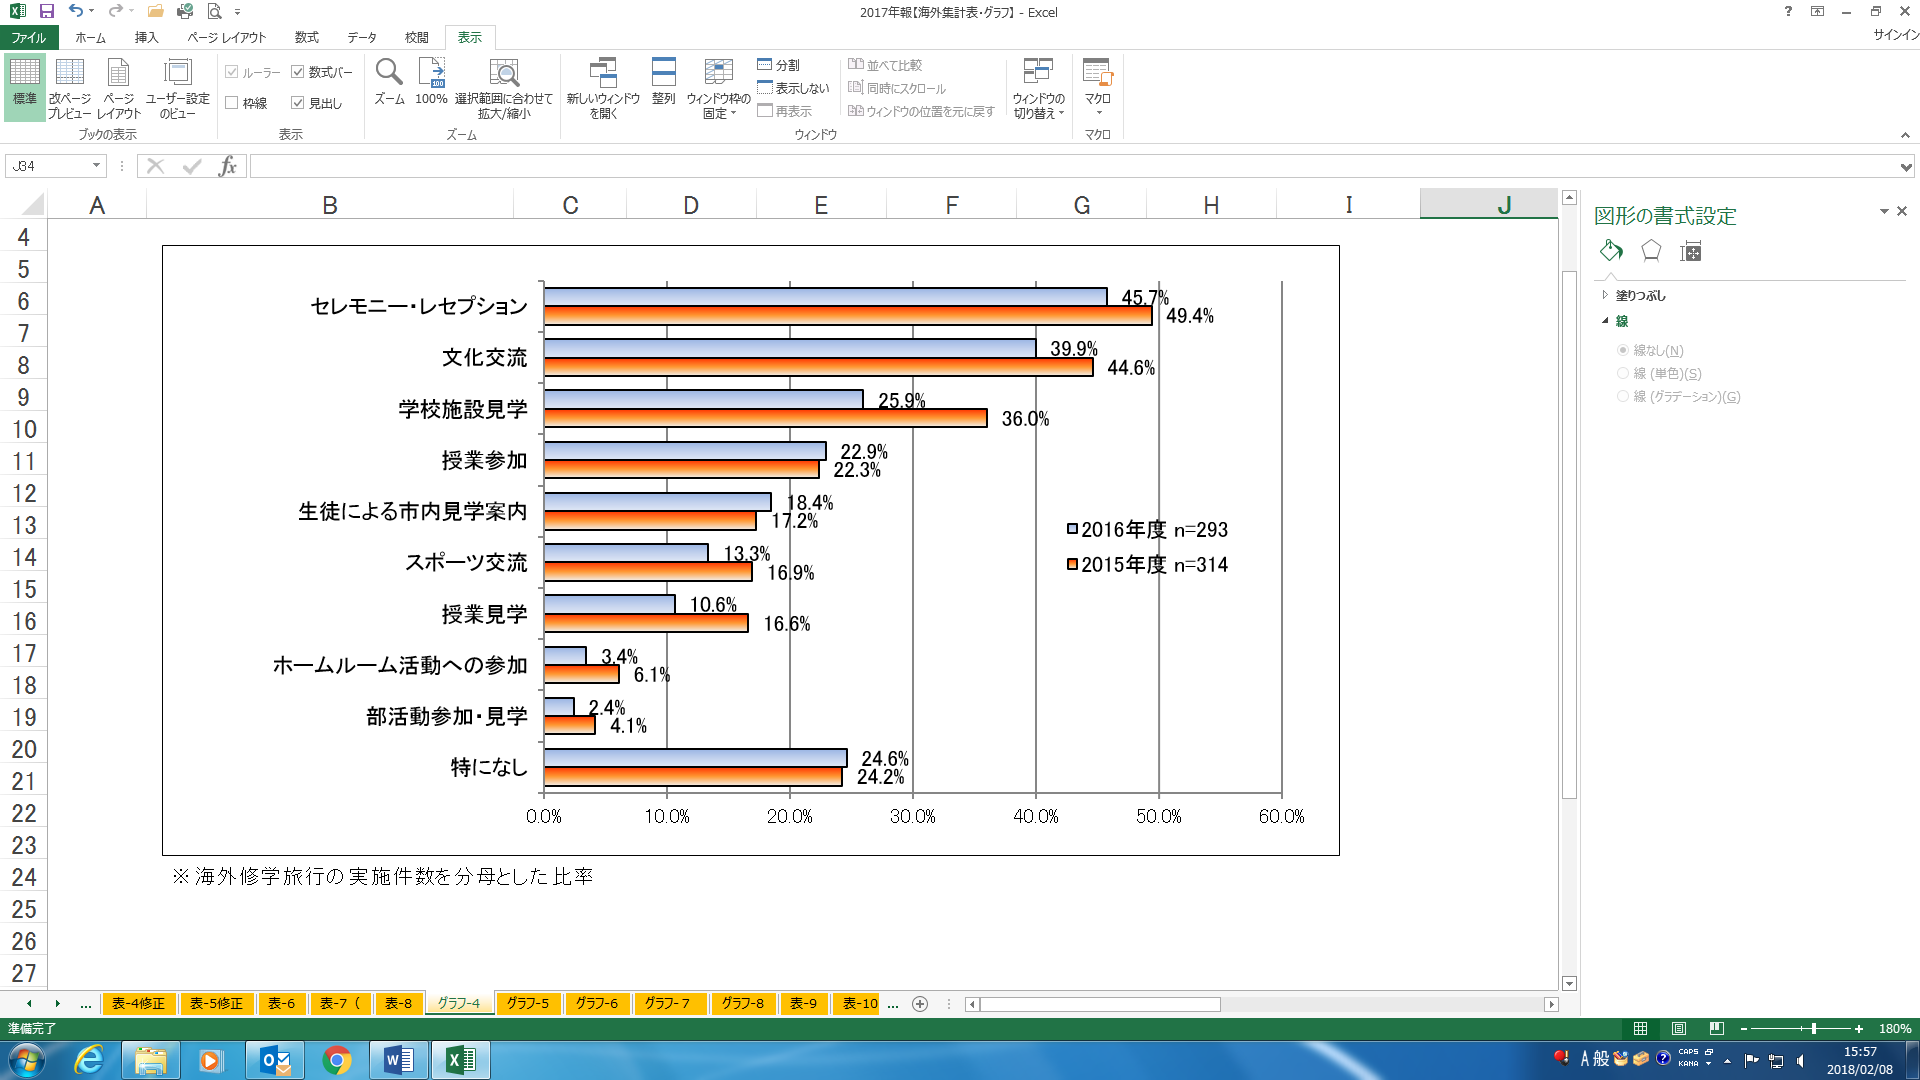 2017年報【海外集計表・グラフ】 - Excel
サインイン
ファイル ホーム 挿入 ページ レイアウト 数式 データ 校閲 表示
標準
改ページ
プレビュー
ページ
レイアウト
ユーザー設定
のビュー
ブックの表示
ルーラー
数式バー
枠線
見出し
表示
ズーム
100%
選択範囲に合わせて
拡大/縮小
ズーム
新しいウィンドウ
を開く
整列
ウィンドウ枠の
固定
分割
表示しない
再表示
並べて比較
同時にスクロール
ウィンドウの位置を元に戻す
ウィンドウの
切り替え
ウィンドウ
マクロ
マクロ
J34
fx
A B C D E F G H I J
4
5
6
7
8
9
10
11
12
13
14
15
16
17
18
19
20
21
22
23
24
25
26
27
セレモニー・レセプション 45.7% 49.4%
文化交流 39.9% 44.6%
学校施設見学 25.9% 36.0%
授業参加 22.9% 22.3%
生徒による市内見学案内 18.4% 17.2%
スポーツ交流 13.3% 16.9%
授業見学 10.6% 16.6%
ホームルーム活動への参加 3.4% 6.1%
部活動参加・見学 2.4% 4.1%
特になし 24.6% 24.2%
2016年度 n=293
2015年度 n=314
0.0% 10.0% 20.0% 30.0% 40.0% 50.0% 60.0%
※海外修学旅行の実施件数を分母とした比率
図形の書式設定
塗りつぶし
線
線なし(N)
線 (単色)(S)
線 (グラデーション)(G)
... 表-4修正 表-5修正 表-6 表-7（ 表-8 グラフ-4 グラフ-5 グラフ-6 グラフ-７ グラフ-8 表-9 表-10 ...
準備完了
180%
A 般
CAPS
KANA
15:57
2018/02/08